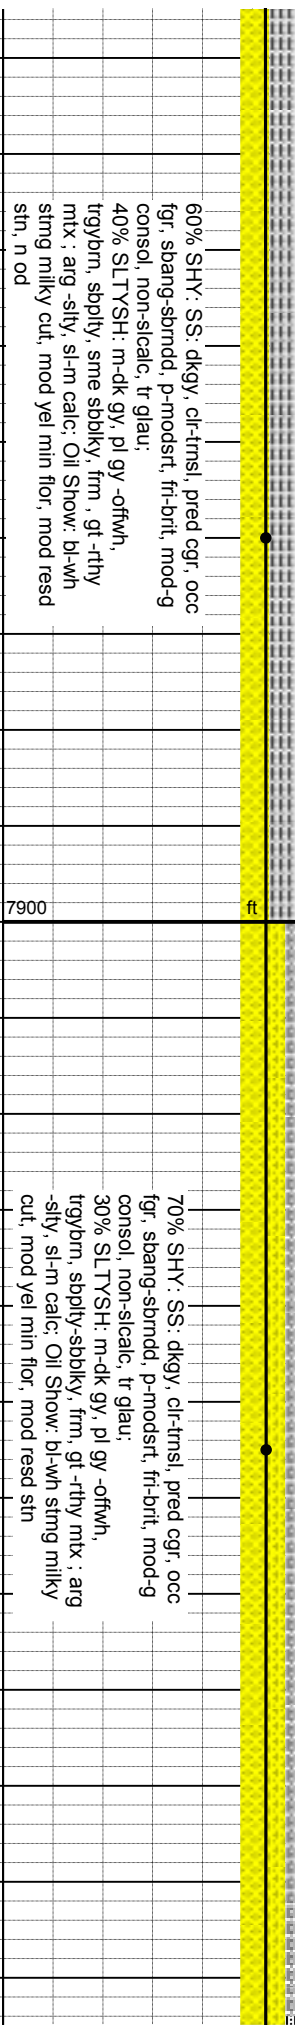 60% SHY: SS: dkgy, clr-trnsl, pred cgr, occ
fgr, sbang-sbrndd, p-modsrt, fri-brit, mod-g
consol, non-slcalc, tr glau;
40% SLTYSH: m-dk gy, pl gy -offwh,
trgybrn, sbplty, sme sbblky, frm , gt -rthy
mtx ; arg -slty, sl-m calc; Oil Show: bl-wh
stmg milky cut, mod yel min flor, mod resd
stn, n od
7900
ft
70% SHY: SS: dkgy, clr-trnsl, pred cgr, occ
fgr, sbang-sbrndd, p-modsrt, fri-brit, mod-g
consol, non-slcalc, tr glau;
30% SLTYSH: m-dk gy, pl gy -offwh,
trgybrn, sbplty-sbblky, frm, gt -rthy mtx ; arg
-slty, sl-m calc; Oil Show: bl-wh stmg milky
cut, mod yel min flor, mod resd stn